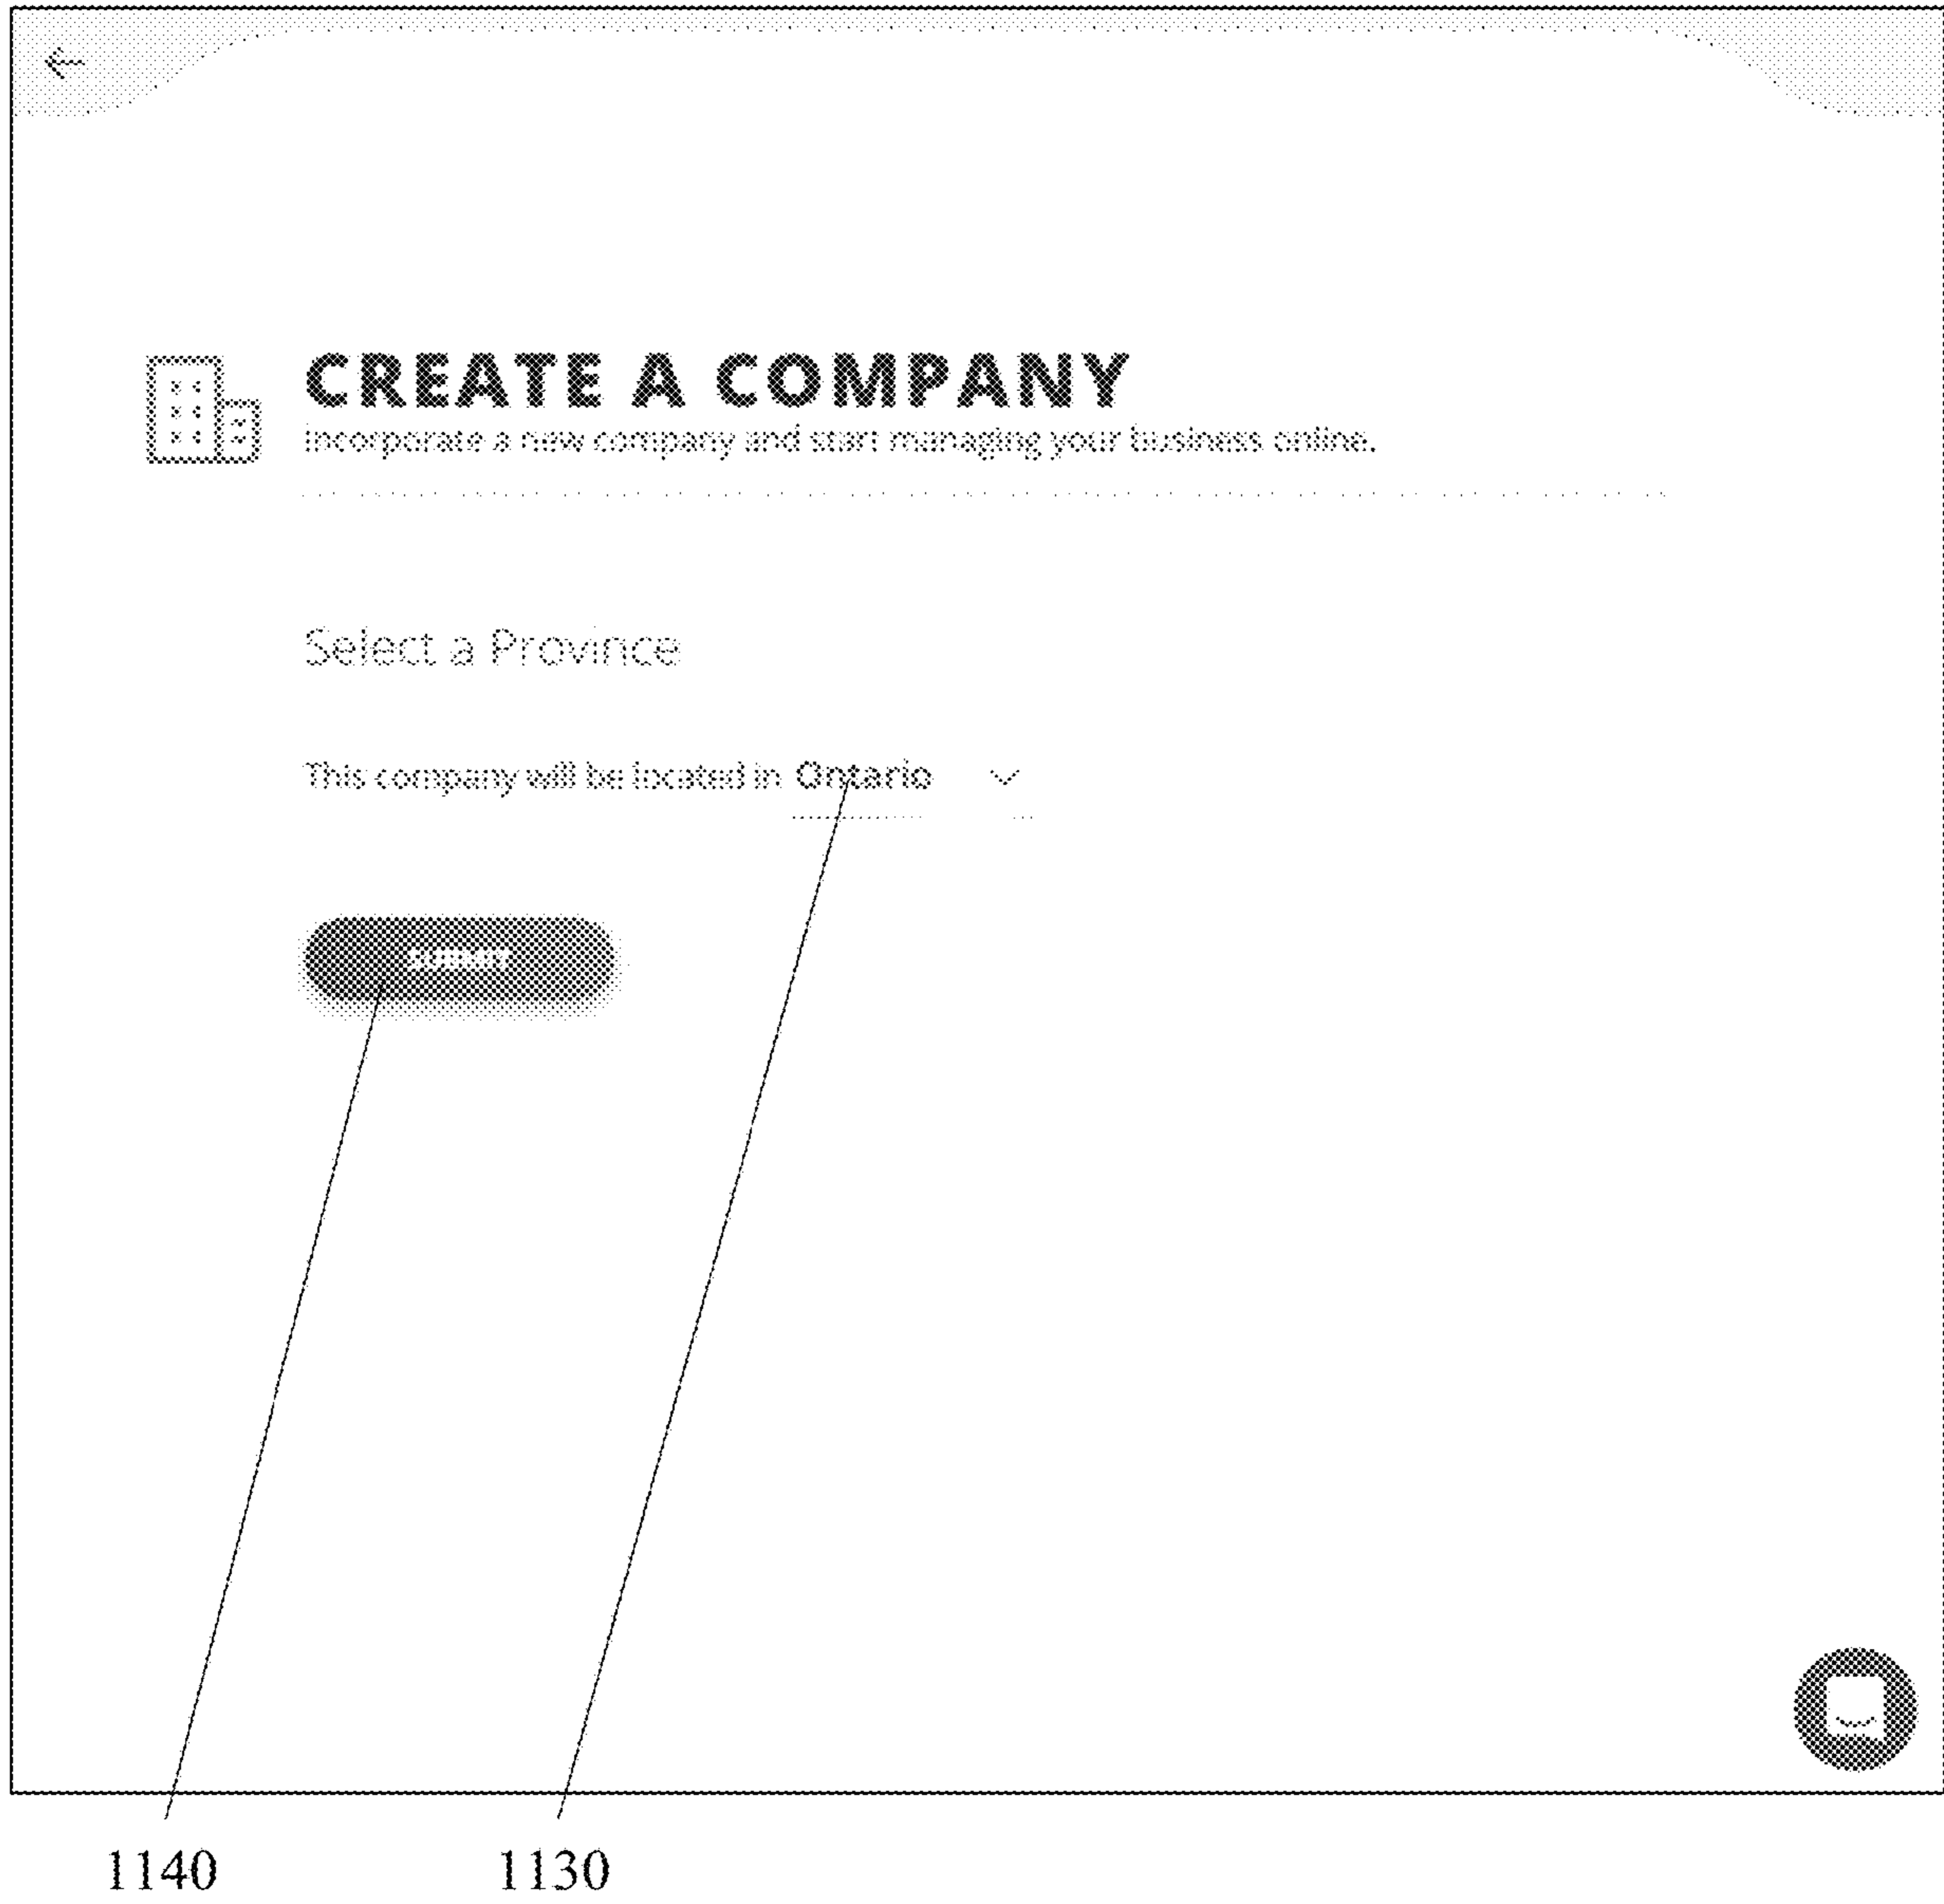 CREATE A COMPANY
Incorporate a new company and start managing your business online.
Select a Province
This company will be located in Ontario
SUBMIT
1140 1130